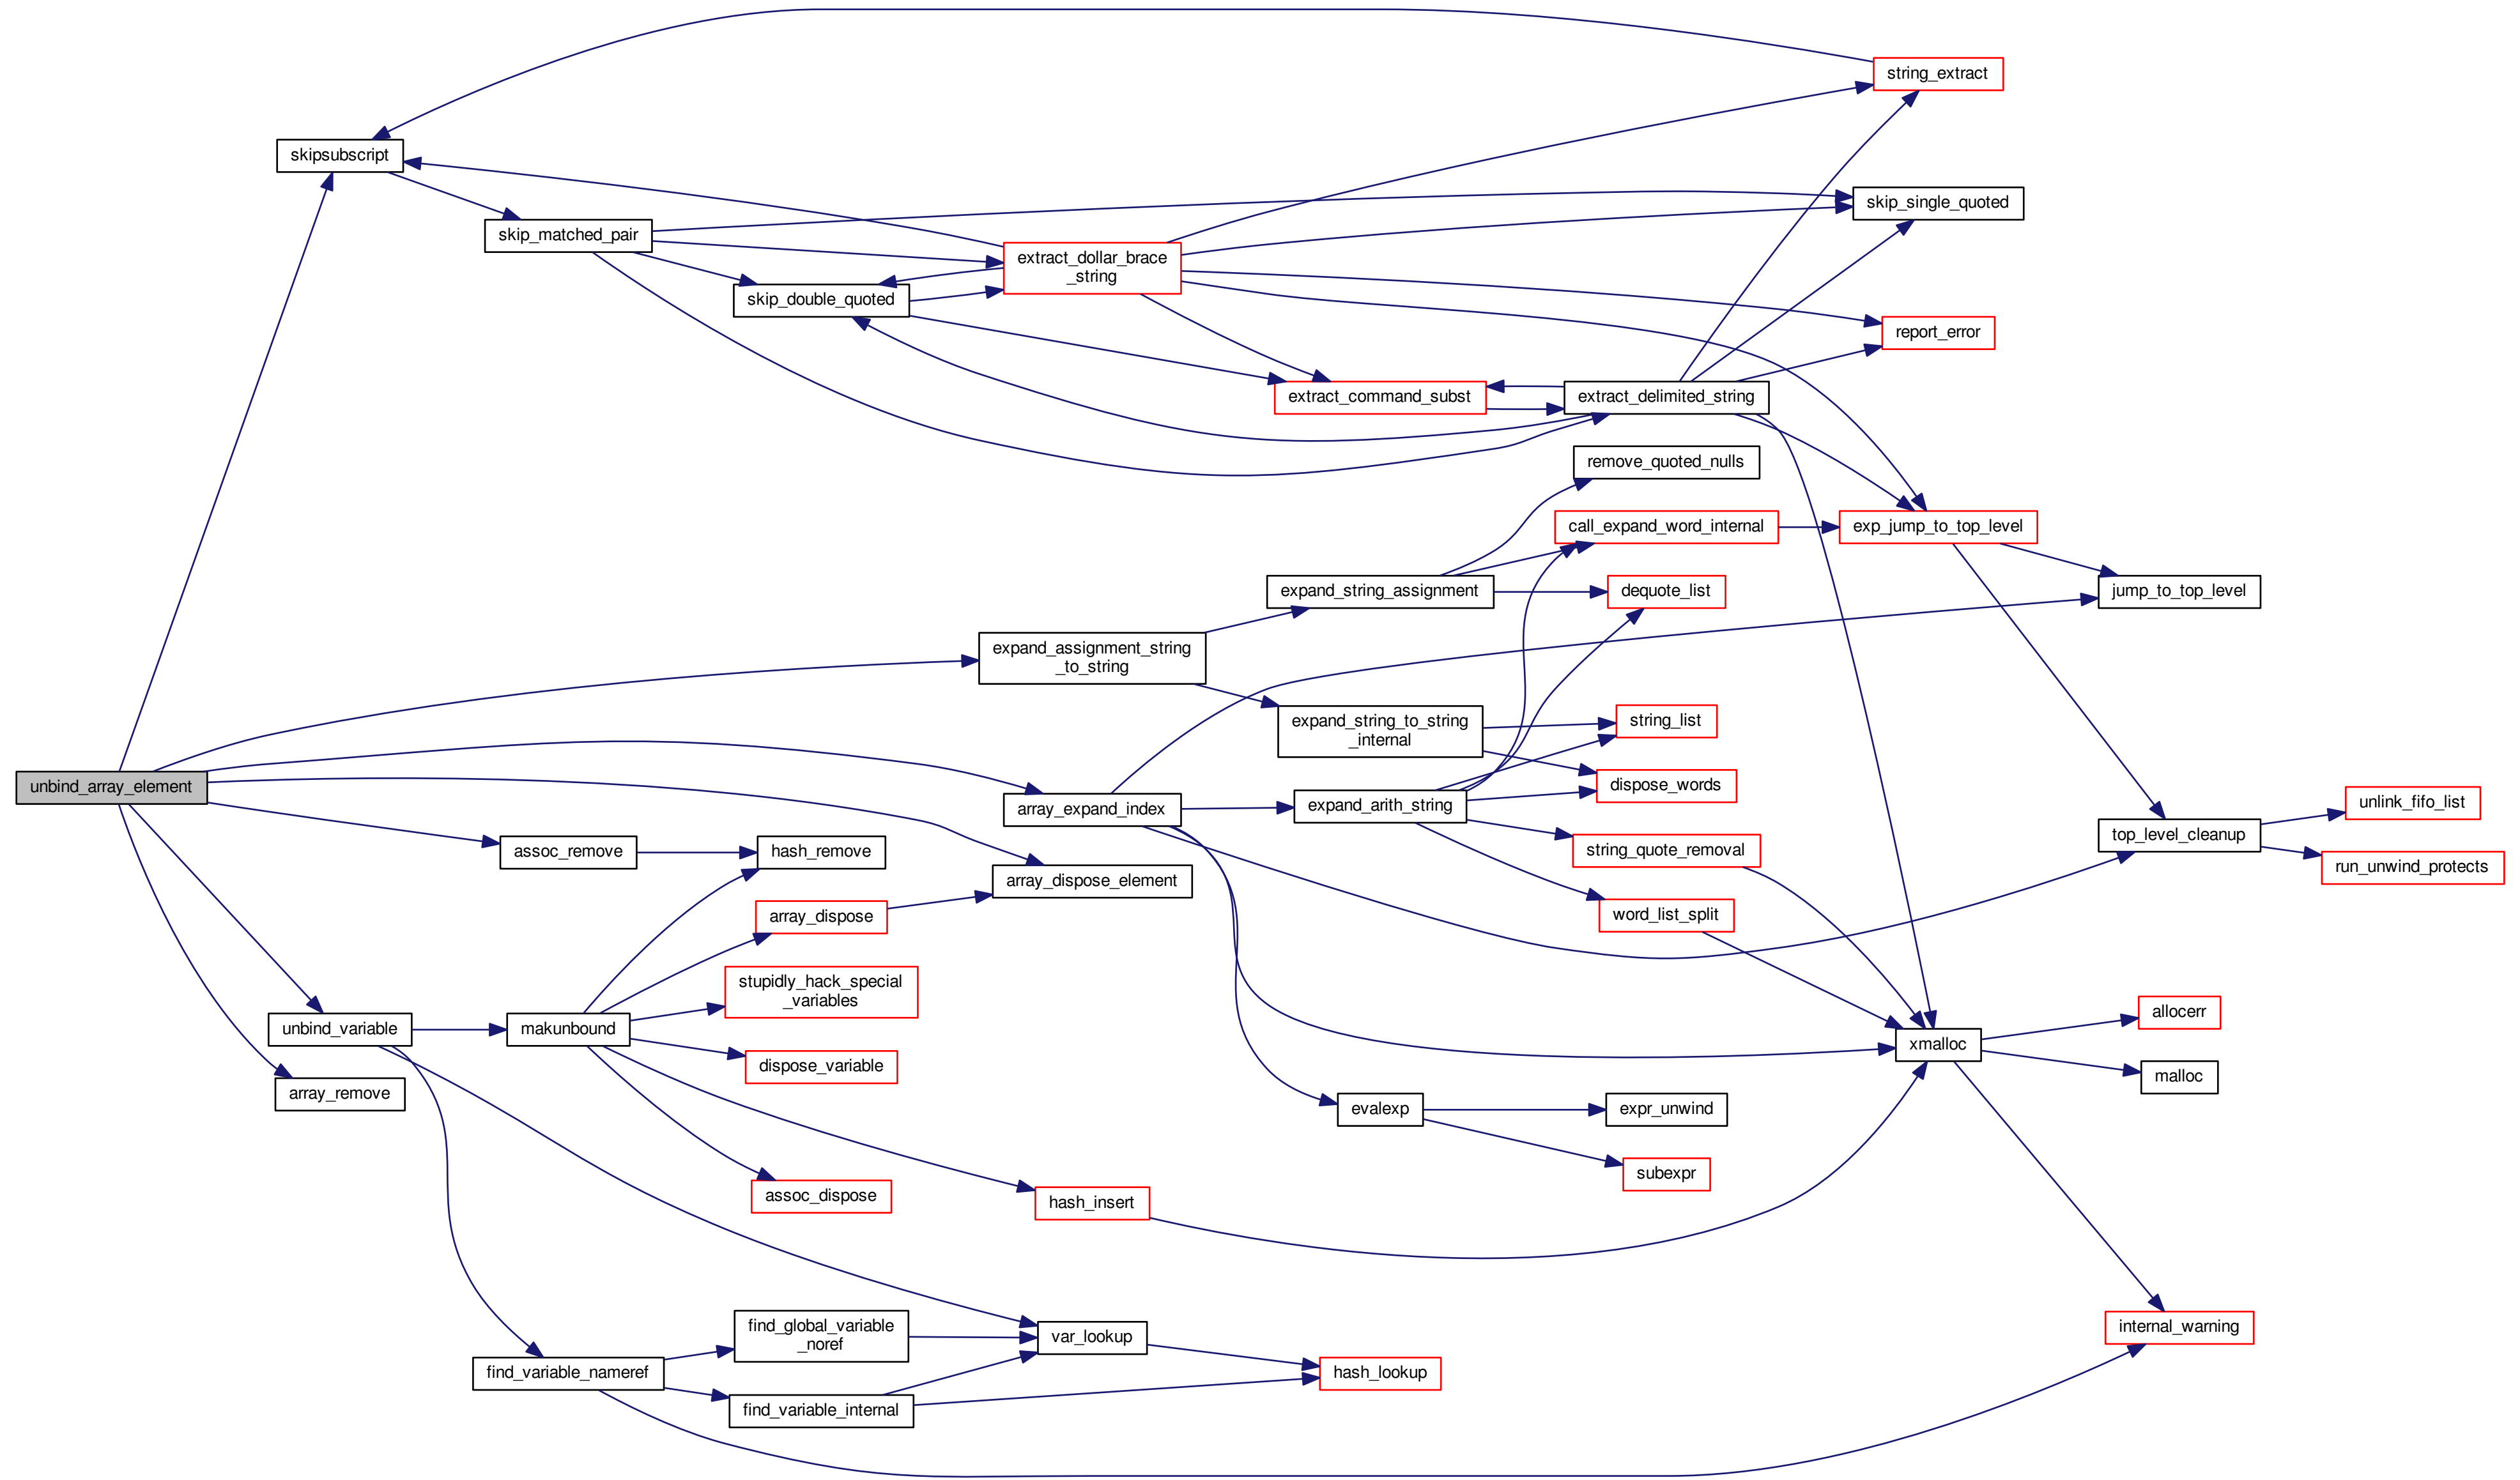 string_extract
skipsubscript
skip_single_quoted
skip_matched_pair
extract_dollar_brace
_string
skip_double_quoted
report_error
extract_command_subst
extract_delimited_string
remove_quoted_nulls
call_expand_word_internal
exp_jump_to_top_level
expand_string_assignment
dequote_list
jump_to_top_level
expand_assignment_string
_to_string
expand_string_to_string
_internal
string_list
unbind_array_element
dispose_words
array_expand_index
expand_arith_string
unlink_fifo_list
top_level_cleanup
assoc_remove
hash_remove
string_quote_removal
run_unwind_protects
array_dispose_element
array_dispose
word_list_split
stupidly_hack_special
_variables
unbind_variable
makunbound
allocerr
xmalloc
dispose_variable
malloc
array_remove
evalexp
expr_unwind
subexpr
assoc_dispose
hash_insert
find_global_variable
_noref
var_lookup
internal_warning
find_variable_nameref
hash_lookup
find_variable_internal